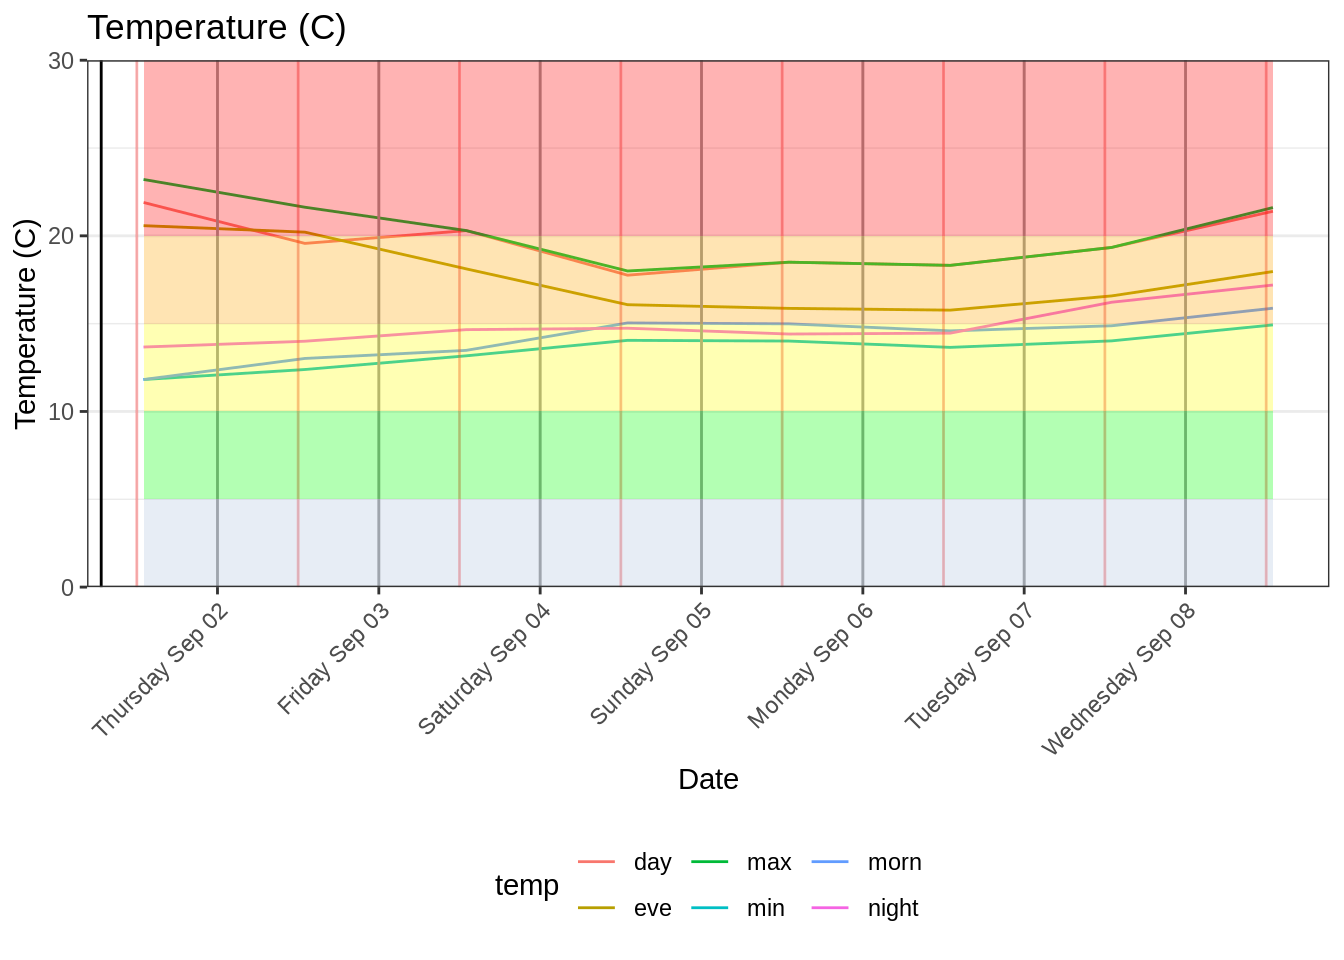 Temperature (C)
30
20
10
0
Temperature (C)
Thursday Sep 02
Friday Sep 03
Saturday Sep 04
Sunday Sep 05
Monday Sep 06
Tuesday Sep 07
Wednesday Sep 08
Date
temp
day max morn
eve min night